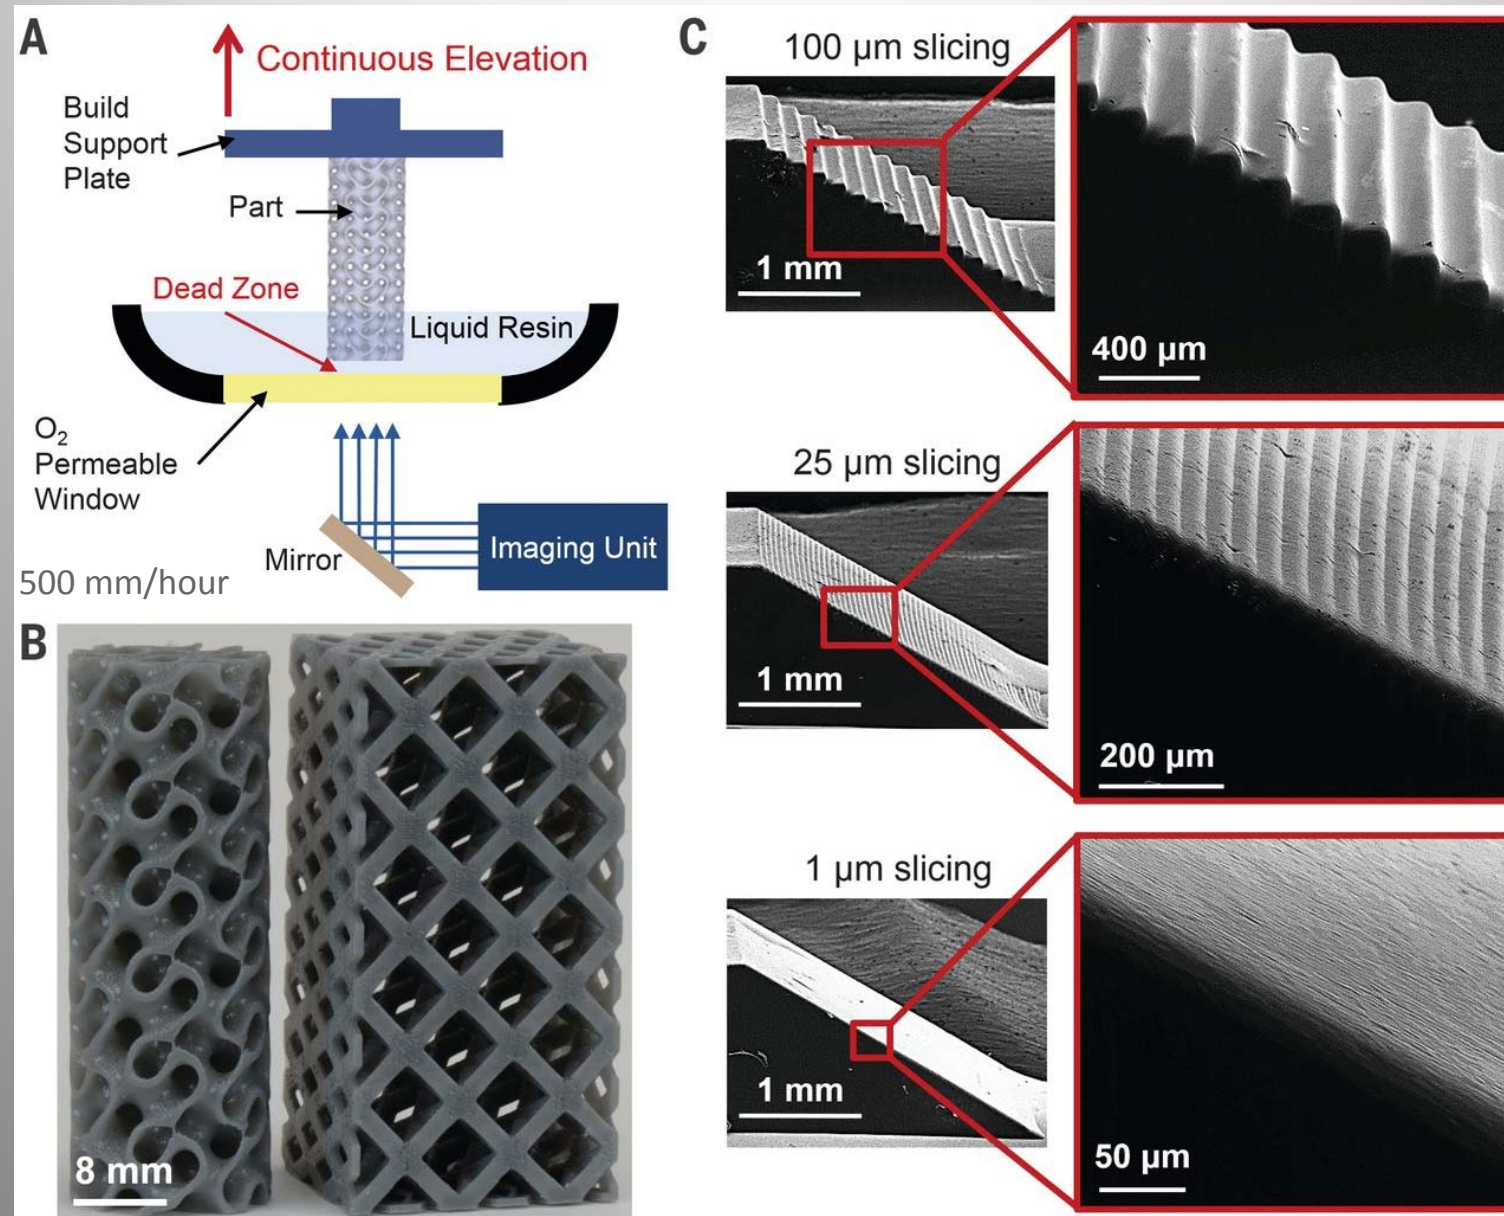 A
Continuous Elevation
Build
Support
Plate
Part
Dead Zone
Liquid Resin
O₂
Permeable
Window
Mirror
Imaging Unit
500 mm/hour
B
8 mm
C
100 µm slicing
1 mm
400 µm
25 µm slicing
1 mm
200 µm
1 µm slicing
1 mm
50 µm